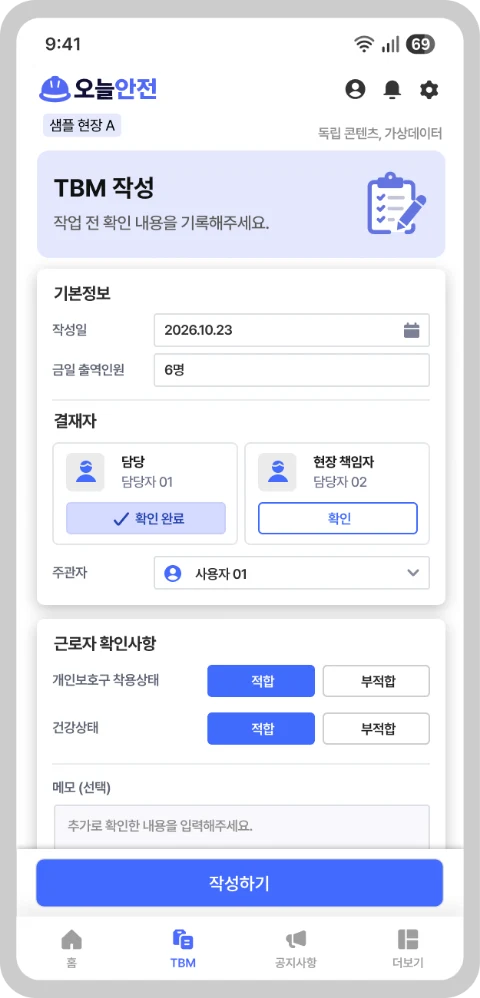 9:41
69
오늘안전
샘플 현장 A
독립 콘텐츠, 가상데이터
TBM 작성
작업 전 확인 내용을 기록해주세요.
기본정보
작성일
2026.10.23
금일 출역인원
6명
결재자
담당
담당자 01
확인 완료
현장 책임자
담당자 02
확인
주관자
사용자 01
근로자 확인사항
개인보호구 착용상태
적합
부적합
건강상태
적합
부적합
메모 (선택)
추가로 확인한 내용을 입력해주세요.
작성하기
홈
TBM
공지사항
더보기